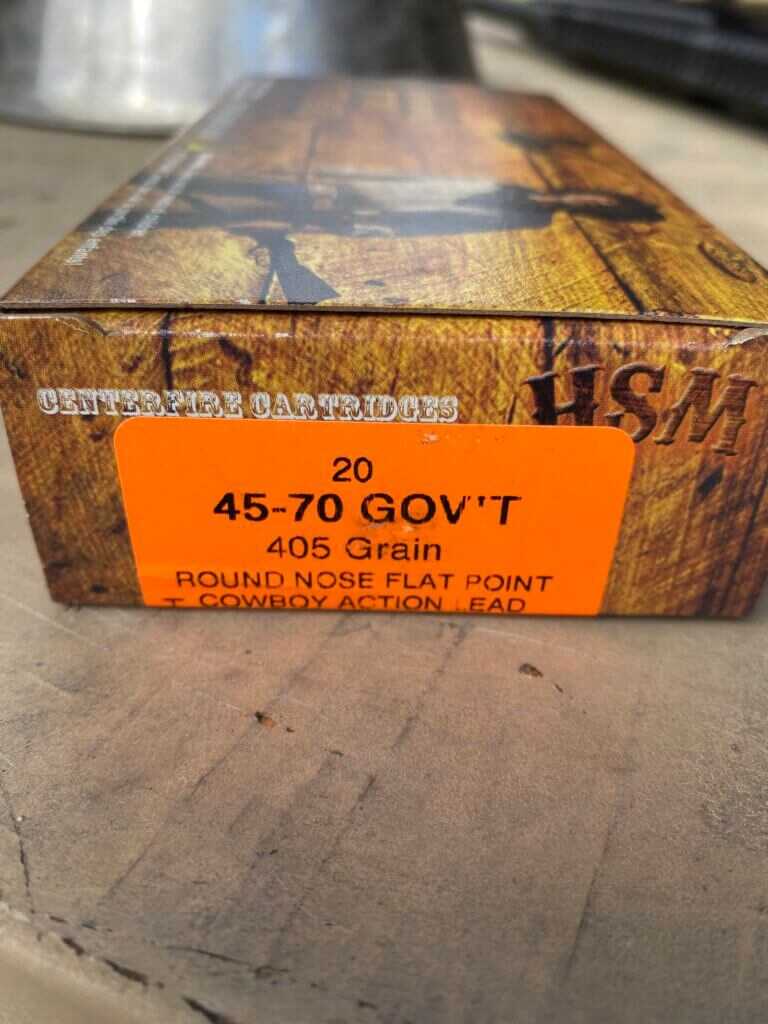 CENTERFIRE CARTRIDGES
HSM
20
45-70 GOV'T
405 Grain
ROUND NOSE FLAT POINT
COWBOY ACTION LEAD